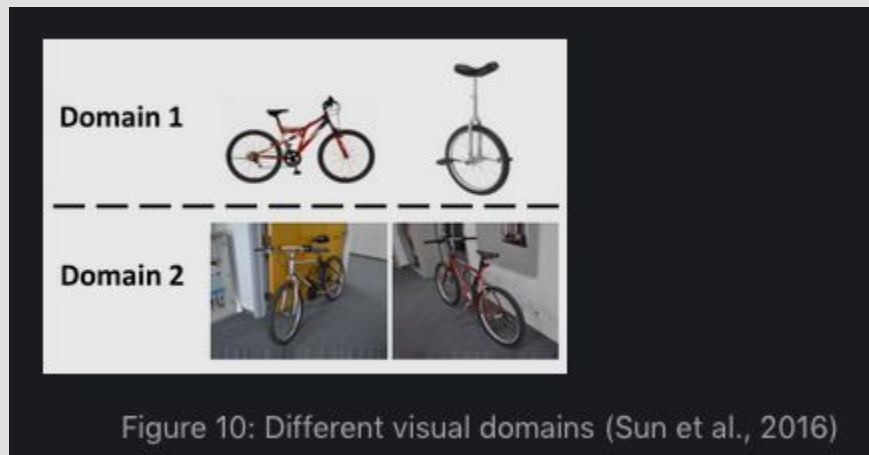 Domain 1
Domain 2
Figure 10: Different visual domains (Sun et al., 2016)